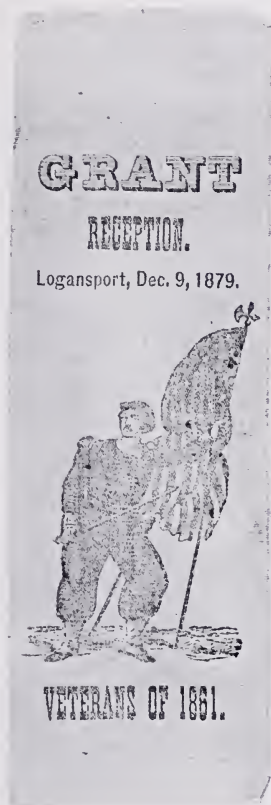 GRANT
RECEPTION.
Logansport, Dec. 9, 1879.
VETERANS OF 1861.